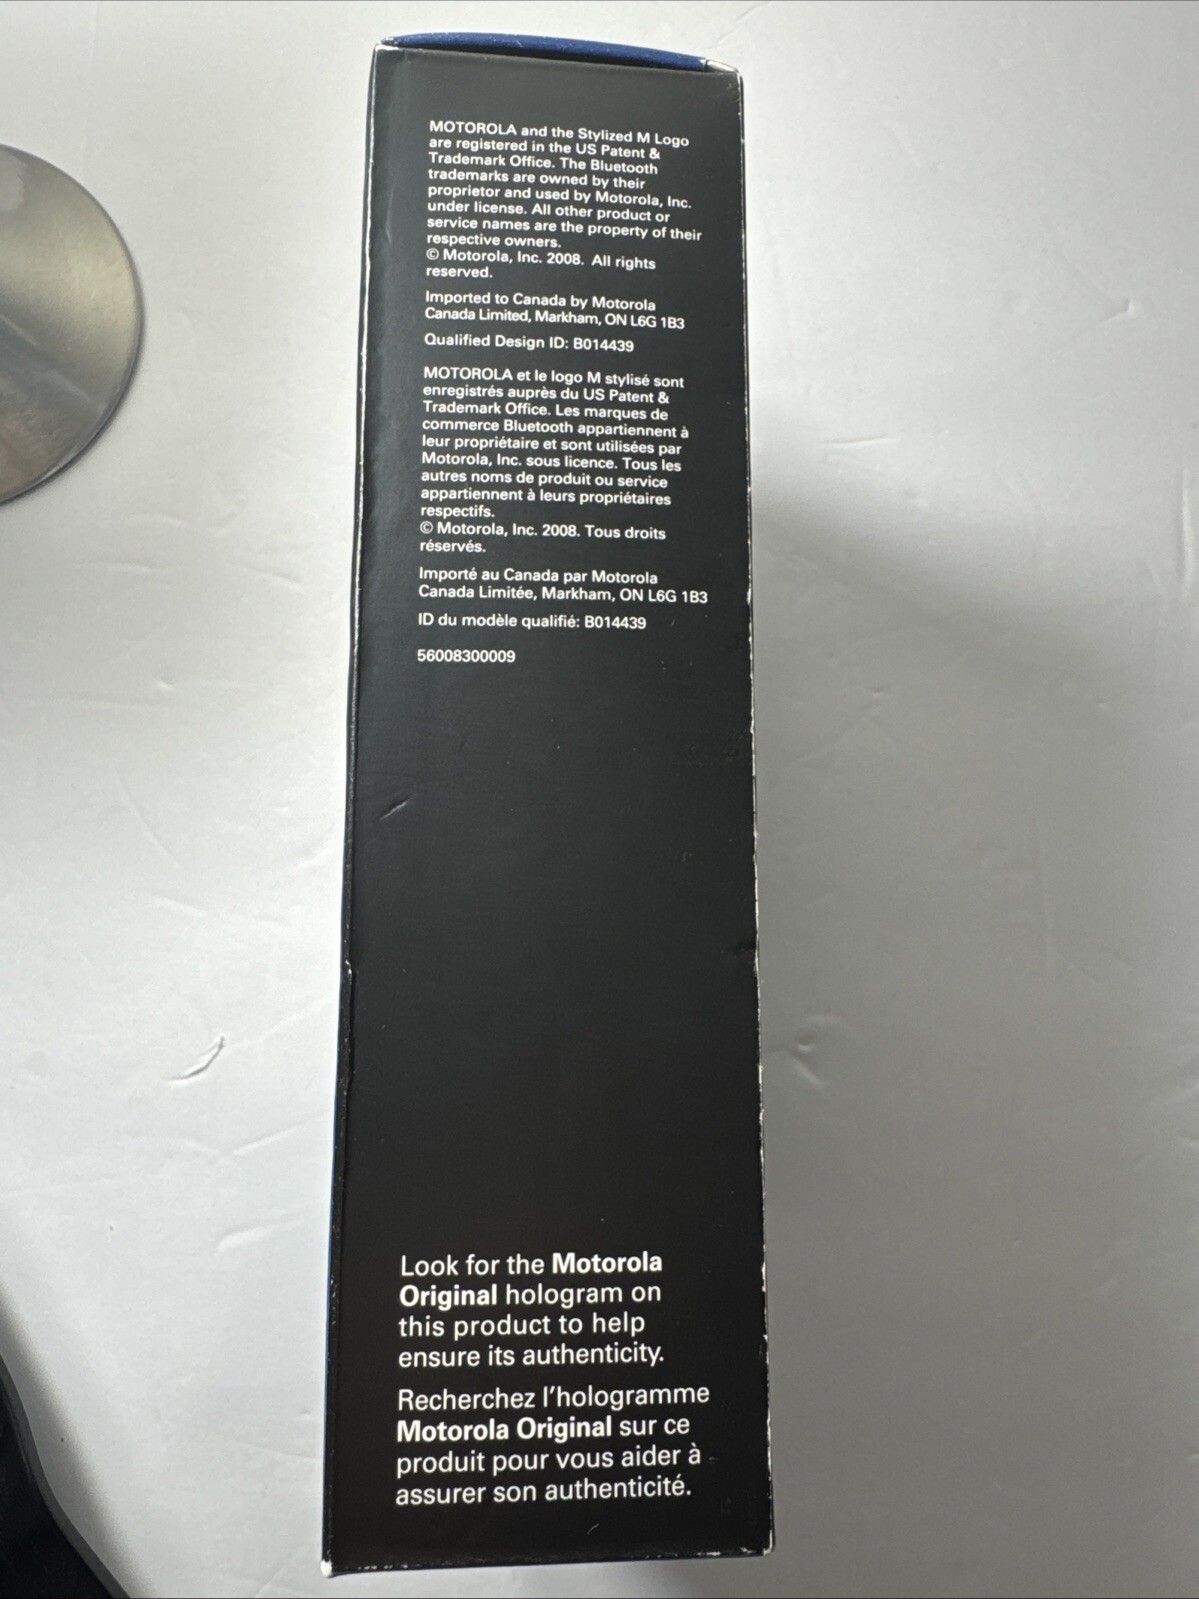 MOTOROLA and the Stylized M Logo
are registered in the US Patent &
Trademark Office. The Bluetooth
trademarks are owned by their
proprietor and used by Motorola, Inc.
under license. All other product or
service names are the property of their
respective owners.
© Motorola, Inc. 2008. All rights
reserved.
Imported to Canada by Motorola
Canada Limited, Markham, ON L6G 1B3
Qualified Design ID: B014439
MOTOROLA et le logo M stylisé sont
enregistrés auprès du US Patent &
Trademark Office. Les marques de
commerce Bluetooth appartiennent à
leur propriétaire et sont utilisées par
Motorola, Inc. sous licence. Tous les
autres noms de produit ou service
appartiennent à leurs propriétaires
respectifs.
© Motorola, Inc. 2008. Tous droits
réservés.
Importé au Canada par Motorola
Canada Limitée, Markham, ON L6G 1B3
ID du modèle qualifié: B014439
56008300009
Look for the Motorola
Original hologram on
this product to help
ensure its authenticity.
Recherchez l'hologramme
Motorola Original sur ce
produit pour vous aider à
assurer son authenticité.